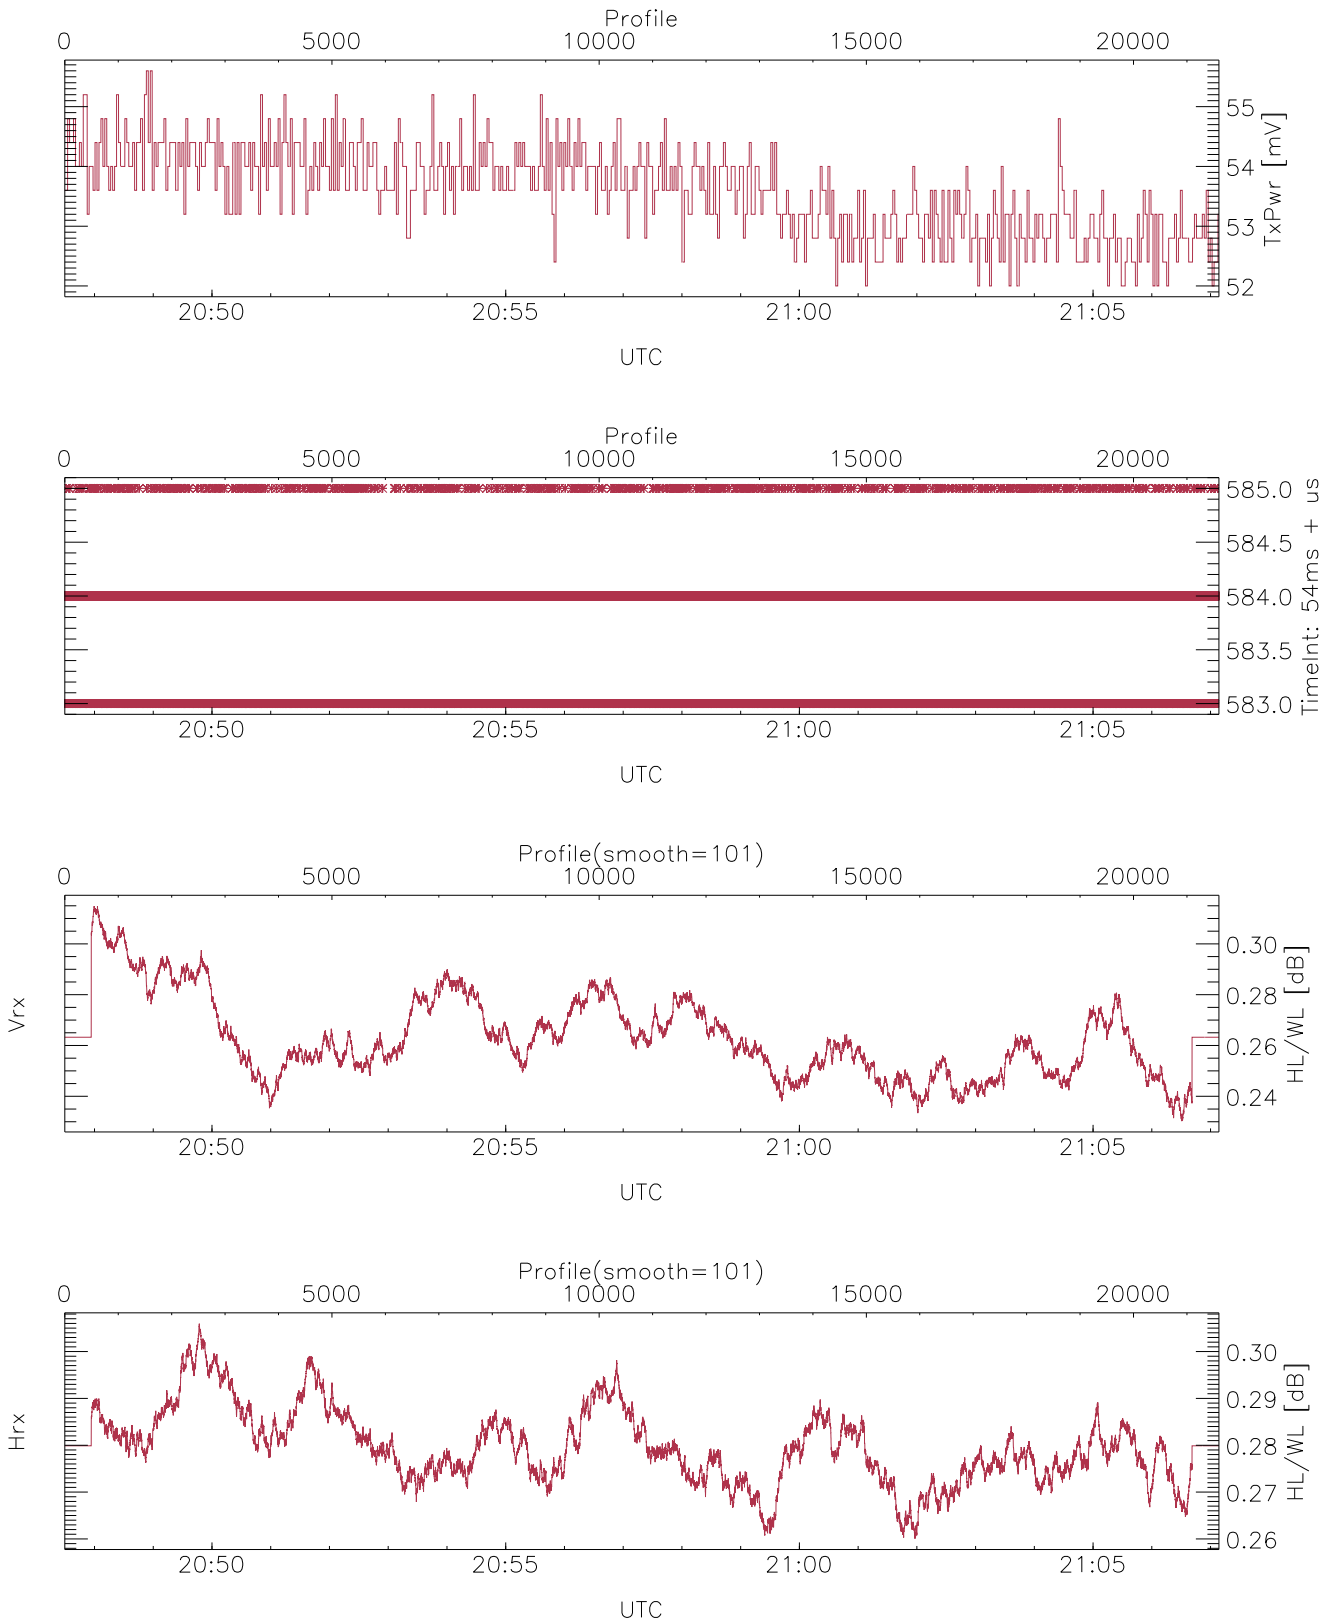 Profile
0 5000 10000 15000 20000
55
54
53
52
TxPwr [mV]
20:50 20:55 21:00 21:05
UTC
Profile
0 5000 10000 15000 20000
585.0
584.5
584.0
583.5
583.0
TimeInt: 54ms + us
20:50 20:55 21:00 21:05
UTC
Profile(smooth=101)
0 5000 10000 15000 20000
Vrx
0.30
0.28
0.26
0.24
HL/WL [dB]
20:50 20:55 21:00 21:05
UTC
Profile(smooth=101)
0 5000 10000 15000 20000
Hrx
0.30
0.29
0.28
0.27
0.26
HL/WL [dB]
20:50 20:55 21:00 21:05
UTC